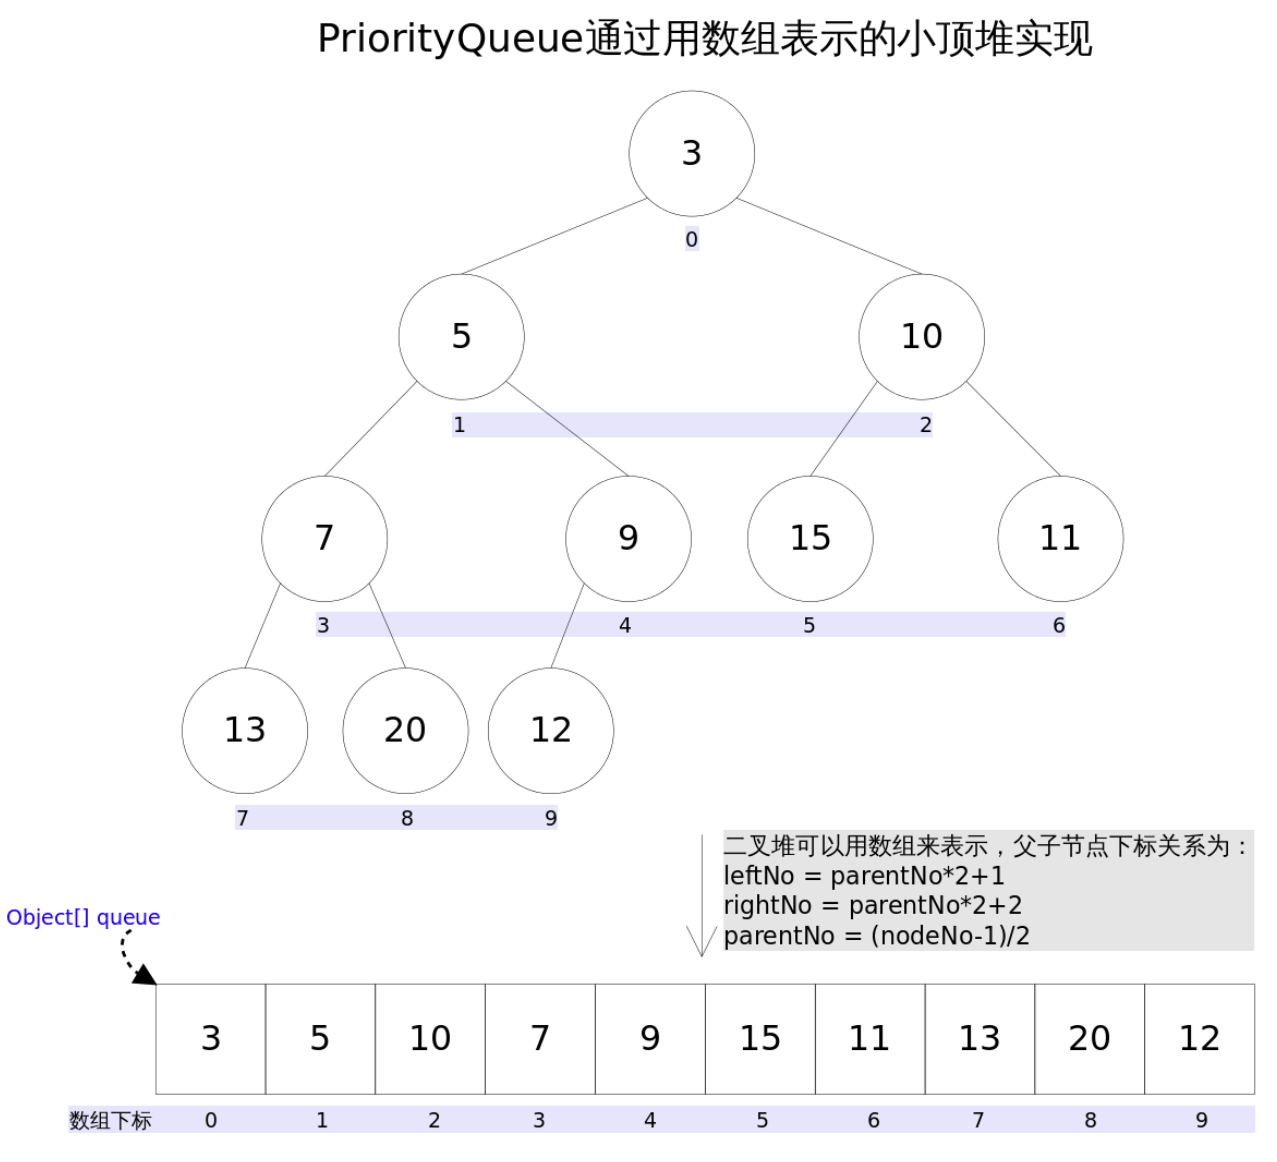 PriorityQueue通过用数组表示的小顶堆实现
3
0
5
10
1
2
7
9
15
11
3
4
5
6
13
20
12
7
8
9
二叉堆可以用数组来表示，父子节点下标关系为：
leftNo = parentNo*2+1
rightNo = parentNo*2+2
parentNo = (nodeNo-1)/2
Object[] queue
3 5 10 7 9 15 11 13 20 12
数组下标 0 1 2 3 4 5 6 7 8 9